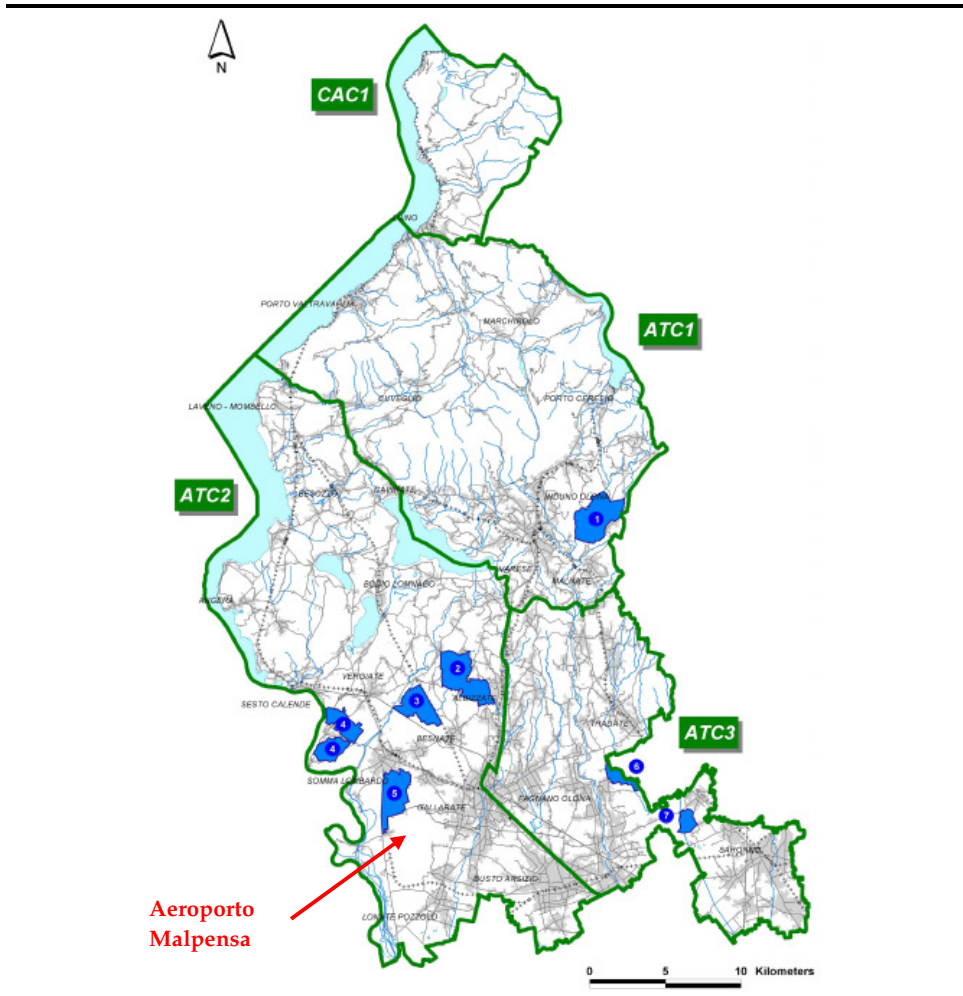 N
CAC1
PORTO VALTRAVAGLIA
MARCHIROLO
ATC1
LAVENO - MOMBELLO
CUVEGLIO
PORTO CERESIO
ATC2
BESOZZO
GAVIRATE
INDUNO OLONA
1
VARESE
MALNATE
BODIO LOMNAGO
ANGERA
2
VERGIATE
ALBIZZATE
SESTO CALENDE
3
4
BESNATE
TRADATE
ATC3
4
6
SOMMA LOMBARDO
5
GALLARATE
FAGNANO OLONA
7
SARONNO
BUSTO ARSIZIO
Aeroporto
Malpensa
LONATE POZZOLO
0 5 10 Kilometers